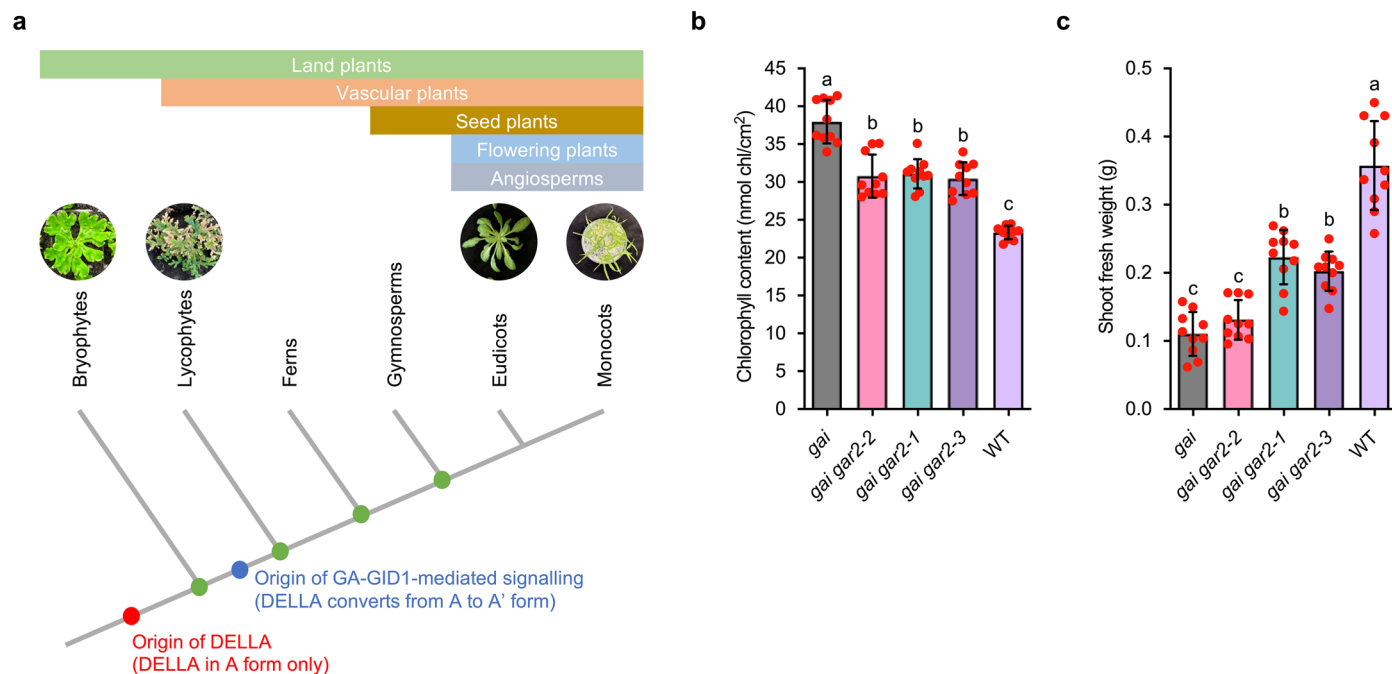 a
Land plants
Vascular plants
Seed plants
Flowering plants
Angiosperms
Bryophytes
Lycophytes
Ferns
Gymnosperms
Eudicots
Monocots
Origin of GA-GID1-mediated signalling
(DELLA converts from A to A’ form)
Origin of DELLA
(DELLA in A form only)
b
Chlorophyll content (nmol chl/cm²)
45
40
35
30
25
20
15
10
5
0
a
b
b
b
c
gai
gai gar2-2
gai gar2-1
gai gar2-3
WT
c
Shoot fresh weight (g)
0.5
0.4
0.3
0.2
0.1
0.0
c
c
b
b
a
gai
gai gar2-2
gai gar2-1
gai gar2-3
WT